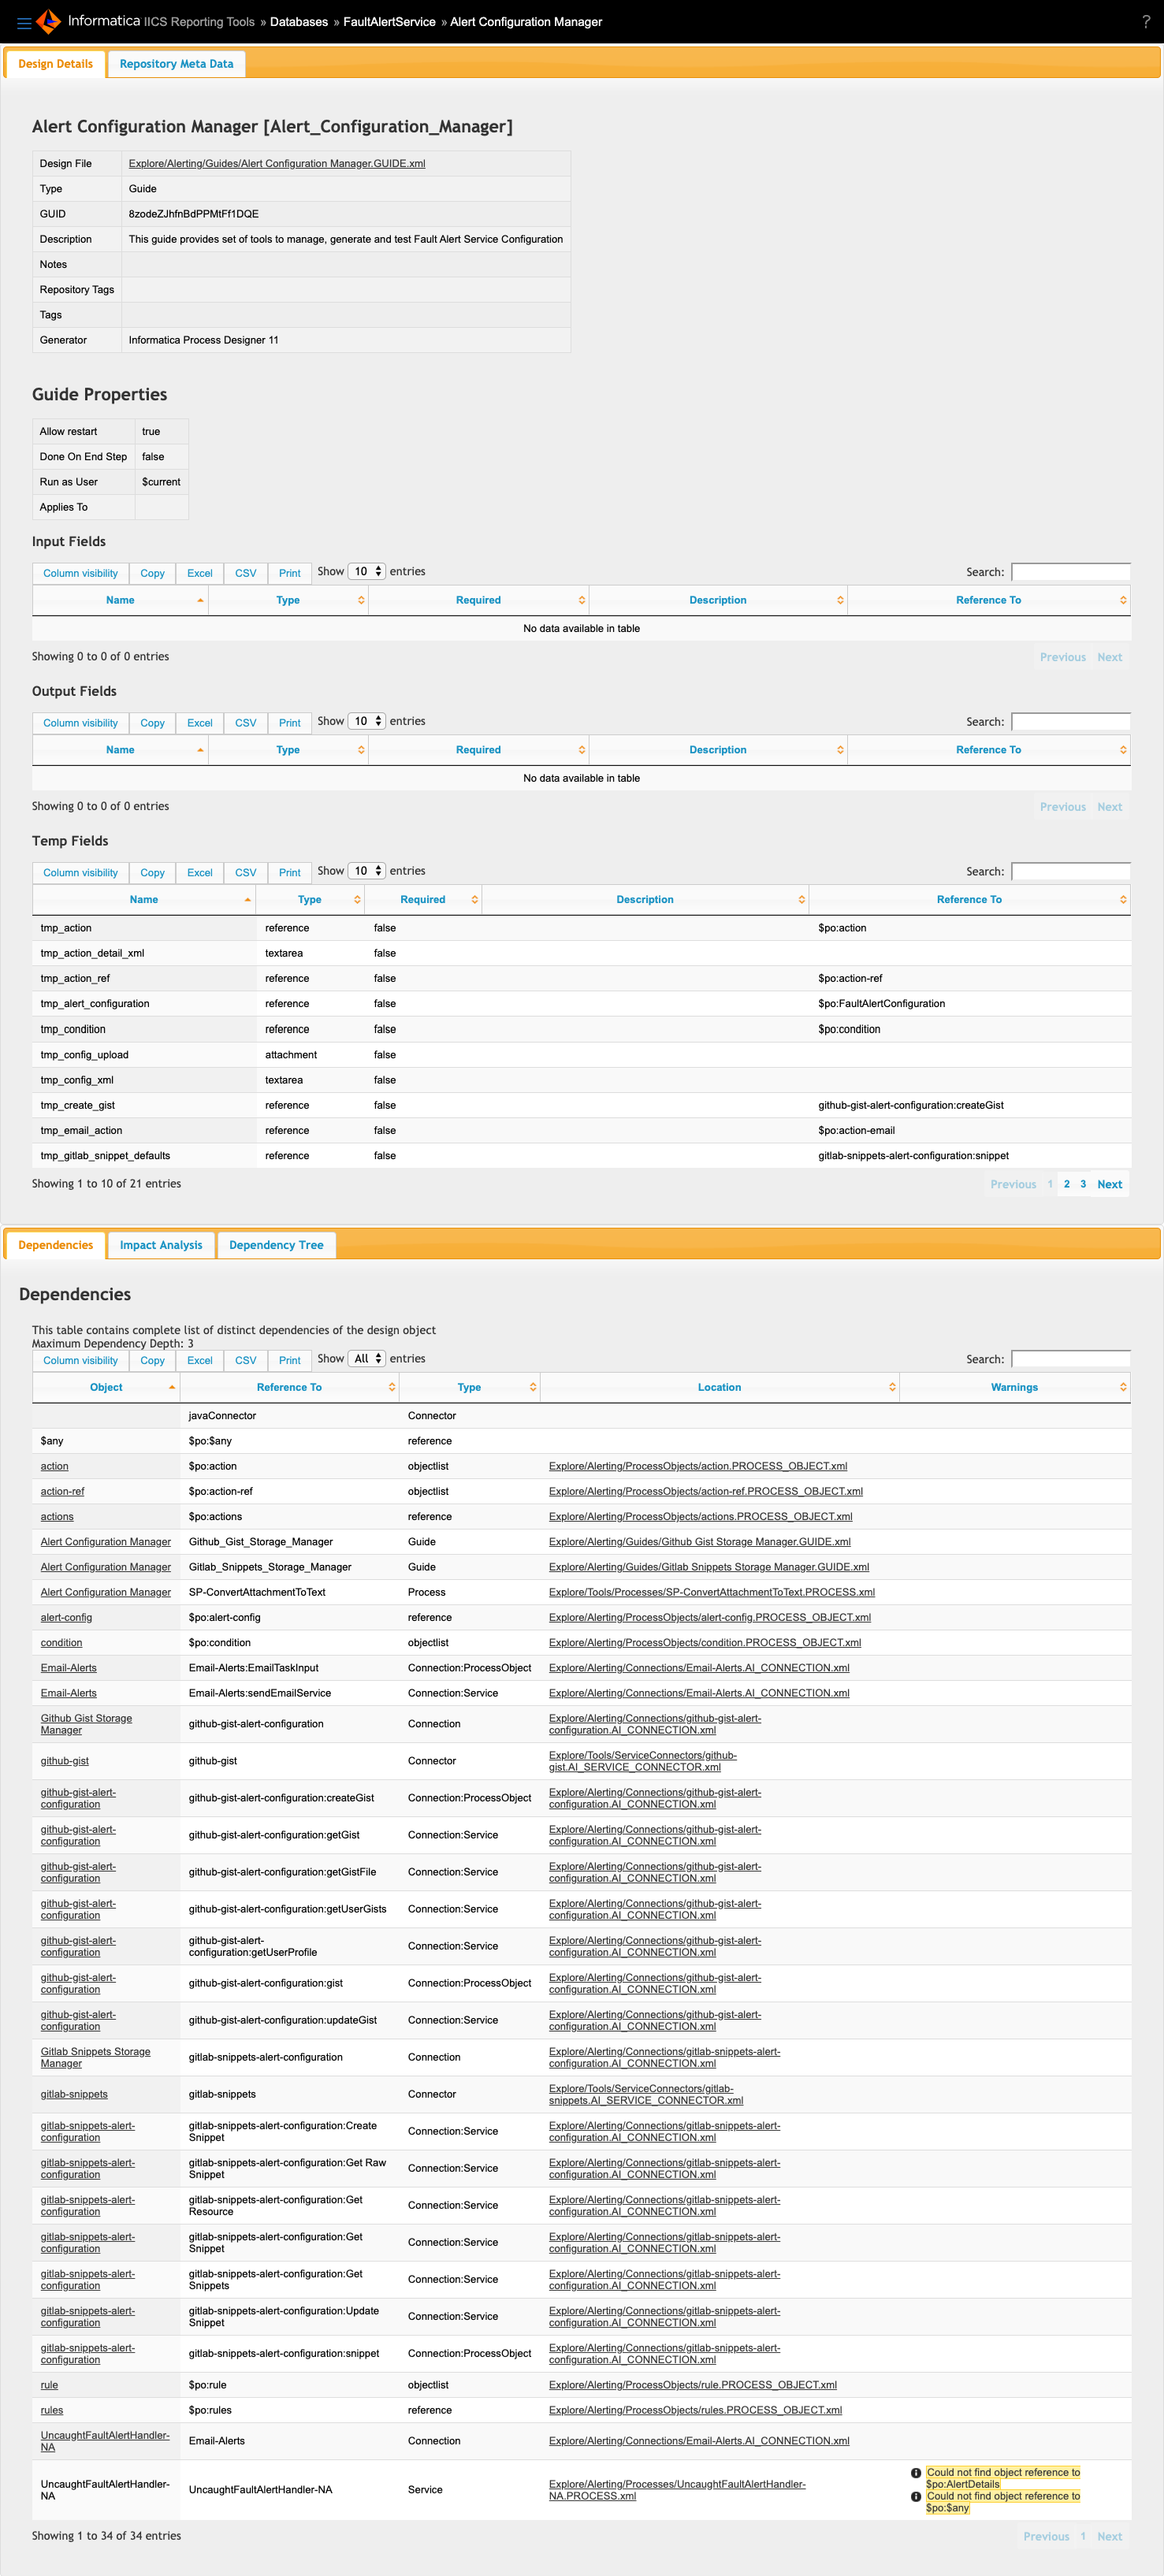 Informatica IICS Reporting Tools » Databases » FaultAlertService » Alert Configuration Manager ?
Design Details Repository Meta Data
Alert Configuration Manager [Alert_Configuration_Manager]
Design File Explore/Alerting/Guides/Alert Configuration Manager.GUIDE.xml
Type Guide
GUID 8zodeZJhfnBdPPMtFf1DQE
Description This guide provides set of tools to manage, generate and test Fault Alert Service Configuration
Notes
Repository Tags
Tags
Generator Informatica Process Designer 11
Guide Properties
Allow restart true
Done On End Step false
Run as User $current
Applies To
Input Fields
Column visibility Copy Excel CSV Print Show 10 entries Search:
Name Type Required Description Reference To
No data available in table
Showing 0 to 0 of 0 entries Previous Next
Output Fields
Column visibility Copy Excel CSV Print Show 10 entries Search:
Name Type Required Description Reference To
No data available in table
Showing 0 to 0 of 0 entries Previous Next
Temp Fields
Column visibility Copy Excel CSV Print Show 10 entries Search:
Name Type Required Description Reference To
tmp_action reference false $po:action
tmp_action_detail_xml textarea false
tmp_action_ref reference false $po:action-ref
tmp_alert_configuration reference false $po:FaultAlertConfiguration
tmp_condition reference false $po:condition
tmp_config_upload attachment false
tmp_config_xml textarea false
tmp_create_gist reference false github-gist-alert-configuration:createGist
tmp_email_action reference false $po:action-email
tmp_gitlab_snippet_defaults reference false gitlab-snippets-alert-configuration:snippet
Showing 1 to 10 of 21 entries Previous 1 2 3 Next
Dependencies Impact Analysis Dependency Tree
Dependencies
This table contains complete list of distinct dependencies of the design object
Maximum Dependency Depth: 3
Column visibility Copy Excel CSV Print Show All entries Search:
Object Reference To Type Location Warnings
javaConnector Connector
$any $po:$any reference
action $po:action objectlist Explore/Alerting/ProcessObjects/action.PROCESS_OBJECT.xml
action-ref $po:action-ref objectlist Explore/Alerting/ProcessObjects/action-ref.PROCESS_OBJECT.xml
actions $po:actions reference Explore/Alerting/ProcessObjects/actions.PROCESS_OBJECT.xml
Alert Configuration Manager Github_Gist_Storage_Manager Guide Explore/Alerting/Guides/Github Gist Storage Manager.GUIDE.xml
Alert Configuration Manager Gitlab_Snippets_Storage_Manager Guide Explore/Alerting/Guides/Gitlab Snippets Storage Manager.GUIDE.xml
Alert Configuration Manager SP-ConvertAttachmentToText Process Explore/Tools/Processes/SP-ConvertAttachmentToText.PROCESS.xml
alert-config $po:alert-config reference Explore/Alerting/ProcessObjects/alert-config.PROCESS_OBJECT.xml
condition $po:condition objectlist Explore/Alerting/ProcessObjects/condition.PROCESS_OBJECT.xml
Email-Alerts Email-Alerts:EmailTaskInput Connection:ProcessObject Explore/Alerting/Connections/Email-Alerts.AI_CONNECTION.xml
Email-Alerts Email-Alerts:sendEmailService Connection:Service Explore/Alerting/Connections/Email-Alerts.AI_CONNECTION.xml
Github Gist Storage
Manager github-gist-alert-configuration Connection Explore/Alerting/Connections/github-gist-alert-
configuration.AI_CONNECTION.xml
github-gist github-gist Connector Explore/Tools/ServiceConnectors/github-
gist.AI_SERVICE_CONNECTOR.xml
github-gist-alert-
configuration github-gist-alert-configuration:createGist Connection:ProcessObject Explore/Alerting/Connections/github-gist-alert-
configuration.AI_CONNECTION.xml
github-gist-alert-
configuration github-gist-alert-configuration:getGist Connection:Service Explore/Alerting/Connections/github-gist-alert-
configuration.AI_CONNECTION.xml
github-gist-alert-
configuration github-gist-alert-configuration:getGistFile Connection:Service Explore/Alerting/Connections/github-gist-alert-
configuration.AI_CONNECTION.xml
github-gist-alert-
configuration github-gist-alert-configuration:getUserGists Connection:Service Explore/Alerting/Connections/github-gist-alert-
configuration.AI_CONNECTION.xml
github-gist-alert-
configuration github-gist-alert-
configuration:getUserProfile Connection:Service Explore/Alerting/Connections/github-gist-alert-
configuration.AI_CONNECTION.xml
github-gist-alert-
configuration github-gist-alert-configuration:gist Connection:ProcessObject Explore/Alerting/Connections/github-gist-alert-
configuration.AI_CONNECTION.xml
github-gist-alert-
configuration github-gist-alert-configuration:updateGist Connection:Service Explore/Alerting/Connections/github-gist-alert-
configuration.AI_CONNECTION.xml
Gitlab Snippets Storage
Manager gitlab-snippets-alert-configuration Connection Explore/Alerting/Connections/gitlab-snippets-alert-
configuration.AI_CONNECTION.xml
gitlab-snippets gitlab-snippets Connector Explore/Tools/ServiceConnectors/gitlab-
snippets.AI_SERVICE_CONNECTOR.xml
gitlab-snippets-alert-
configuration gitlab-snippets-alert-configuration:Create
Snippet Connection:Service Explore/Alerting/Connections/gitlab-snippets-alert-
configuration.AI_CONNECTION.xml
gitlab-snippets-alert-
configuration gitlab-snippets-alert-configuration:Get Raw
Snippet Connection:Service Explore/Alerting/Connections/gitlab-snippets-alert-
configuration.AI_CONNECTION.xml
gitlab-snippets-alert-
configuration gitlab-snippets-alert-configuration:Get
Resource Connection:Service Explore/Alerting/Connections/gitlab-snippets-alert-
configuration.AI_CONNECTION.xml
gitlab-snippets-alert-
configuration gitlab-snippets-alert-configuration:Get
Snippet Connection:Service Explore/Alerting/Connections/gitlab-snippets-alert-
configuration.AI_CONNECTION.xml
gitlab-snippets-alert-
configuration gitlab-snippets-alert-configuration:Get
Snippets Connection:Service Explore/Alerting/Connections/gitlab-snippets-alert-
configuration.AI_CONNECTION.xml
gitlab-snippets-alert-
configuration gitlab-snippets-alert-configuration:Update
Snippet Connection:Service Explore/Alerting/Connections/gitlab-snippets-alert-
configuration.AI_CONNECTION.xml
gitlab-snippets-alert-
configuration gitlab-snippets-alert-configuration:snippet Connection:ProcessObject Explore/Alerting/Connections/gitlab-snippets-alert-
configuration.AI_CONNECTION.xml
rule $po:rule objectlist Explore/Alerting/ProcessObjects/rule.PROCESS_OBJECT.xml
rules $po:rules reference Explore/Alerting/ProcessObjects/rules.PROCESS_OBJECT.xml
UncaughtFaultAlertHandler-
NA Email-Alerts Connection Explore/Alerting/Connections/Email-Alerts.AI_CONNECTION.xml
UncaughtFaultAlertHandler-
NA UncaughtFaultAlertHandler-NA Service Explore/Alerting/Processes/UncaughtFaultAlertHandler-
NA.PROCESS.xml Could not find object reference to
$po:AlertDetails
Could not find object reference to
$po:$any
Showing 1 to 34 of 34 entries Previous 1 Next